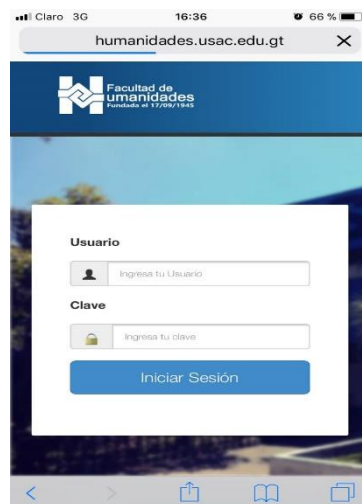 Claro 3G 16:36 66 %
humanidades.usac.edu.gt
Facultad de
umanidades
Fundada el 17/09/1945
Usuario
Ingresa tu Usuario
Clave
Ingresa tu clave
Iniciar Sesión